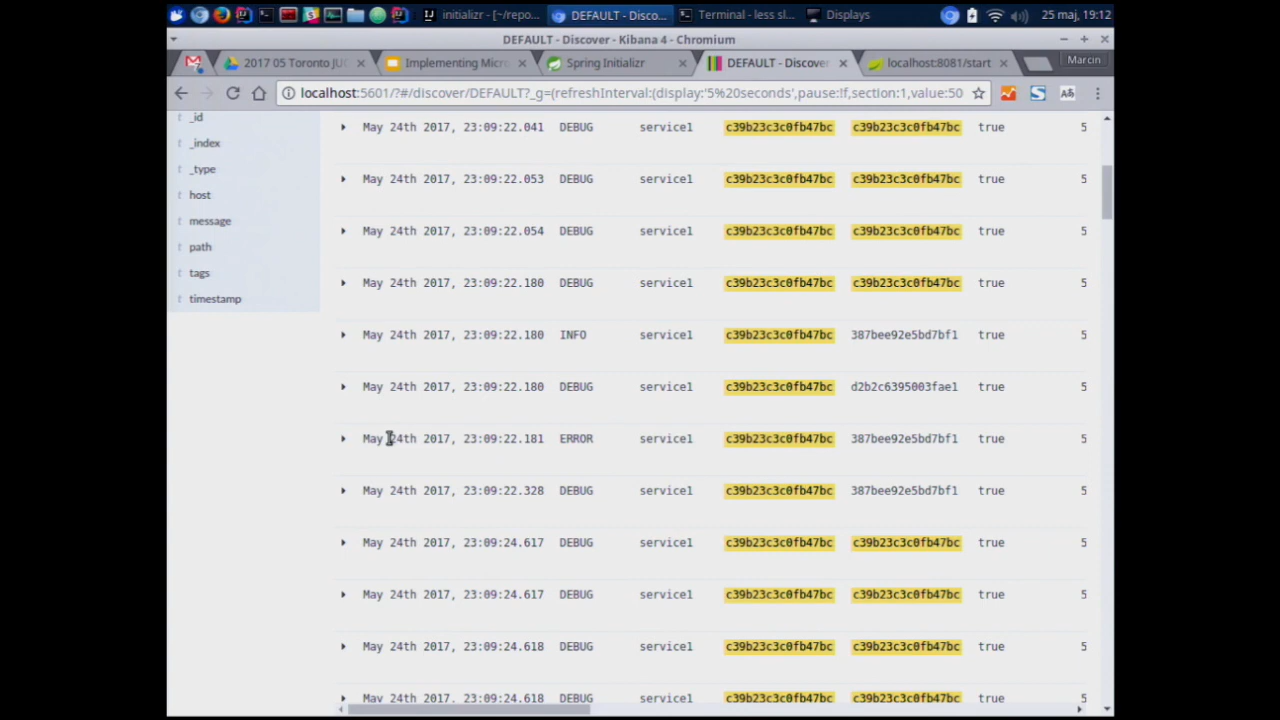 initializr - [~/repo...
DEFAULT - Disco...
Terminal - less sl...
Displays
25 maj, 19:12
DEFAULT - Discover - Kibana 4 - Chromium
2017 05 Toronto JU
Implementing Micr
Spring Initializr
DEFAULT - Discover
localhost:8081/start
Marcin
localhost:5601/?#/discover/DEFAULT?_g=(refreshInterval:(display:'5%20seconds',pause:!f,section:1,value:50
t _id
t _index
t _type
t host
t message
t path
t tags
t timestamp
May 24th 2017, 23:09:22.041 DEBUG service1 c39b23c3c0fb47bc c39b23c3c0fb47bc true 5
May 24th 2017, 23:09:22.053 DEBUG service1 c39b23c3c0fb47bc c39b23c3c0fb47bc true 5
May 24th 2017, 23:09:22.054 DEBUG service1 c39b23c3c0fb47bc c39b23c3c0fb47bc true 5
May 24th 2017, 23:09:22.180 DEBUG service1 c39b23c3c0fb47bc c39b23c3c0fb47bc true 5
May 24th 2017, 23:09:22.180 INFO service1 c39b23c3c0fb47bc 387bee92e5bd7bf1 true 5
May 24th 2017, 23:09:22.180 DEBUG service1 c39b23c3c0fb47bc d2b2c6395003fae1 true 5
May 24th 2017, 23:09:22.181 ERROR service1 c39b23c3c0fb47bc 387bee92e5bd7bf1 true 5
May 24th 2017, 23:09:22.328 DEBUG service1 c39b23c3c0fb47bc 387bee92e5bd7bf1 true 5
May 24th 2017, 23:09:24.617 DEBUG service1 c39b23c3c0fb47bc c39b23c3c0fb47bc true 5
May 24th 2017, 23:09:24.617 DEBUG service1 c39b23c3c0fb47bc c39b23c3c0fb47bc true 5
May 24th 2017, 23:09:24.618 DEBUG service1 c39b23c3c0fb47bc c39b23c3c0fb47bc true 5
May 24th 2017, 23:09:24.618 DEBUG service1 c39b23c3c0fb47bc c39b23c3c0fb47bc true 5